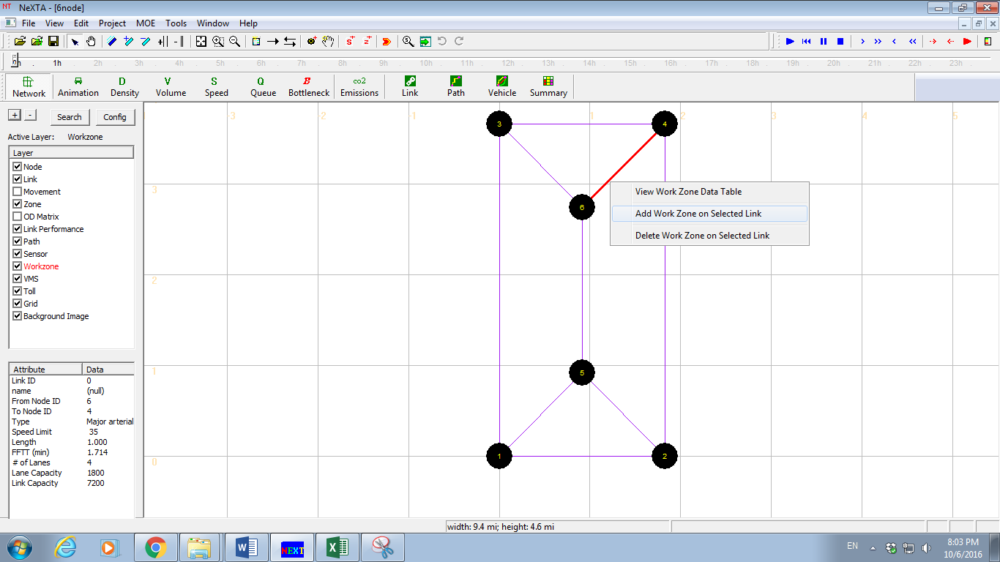 NeXTA - [6node]
File View Edit Project MOE Tools Window Help
0h 1h 2h 3h 4h 5h 6h 7h 8h 9h 10h 11h 12h 13h 14h 15h 16h 17h 18h 19h 20h 21h 22h 23h
Network Animation Density Volume Speed Queue Bottleneck Emissions Link Path Vehicle Summary
+ - Search Config
Active Layer: Workzone
Layer
Node
Link
Movement
Zone
OD Matrix
Link Performance
Path
Sensor
Workzone
VMS
Toll
Grid
Background Image
Attribute Data
Link ID 0
name (null)
From Node ID 6
To Node ID 4
Type Major arterial
Speed Limit 35
Length 1.000
FFTT (min) 1.714
# of Lanes 4
Lane Capacity 1800
Link Capacity 7200
-3 -2 -1 1 2 3 4 5
3 4
3
6
2
1
5
0
1 2
View Work Zone Data Table
Add Work Zone on Selected Link
Delete Work Zone on Selected Link
width: 9.4 mi; height: 4.6 mi
NEXT
EN
8:03 PM
10/6/2016